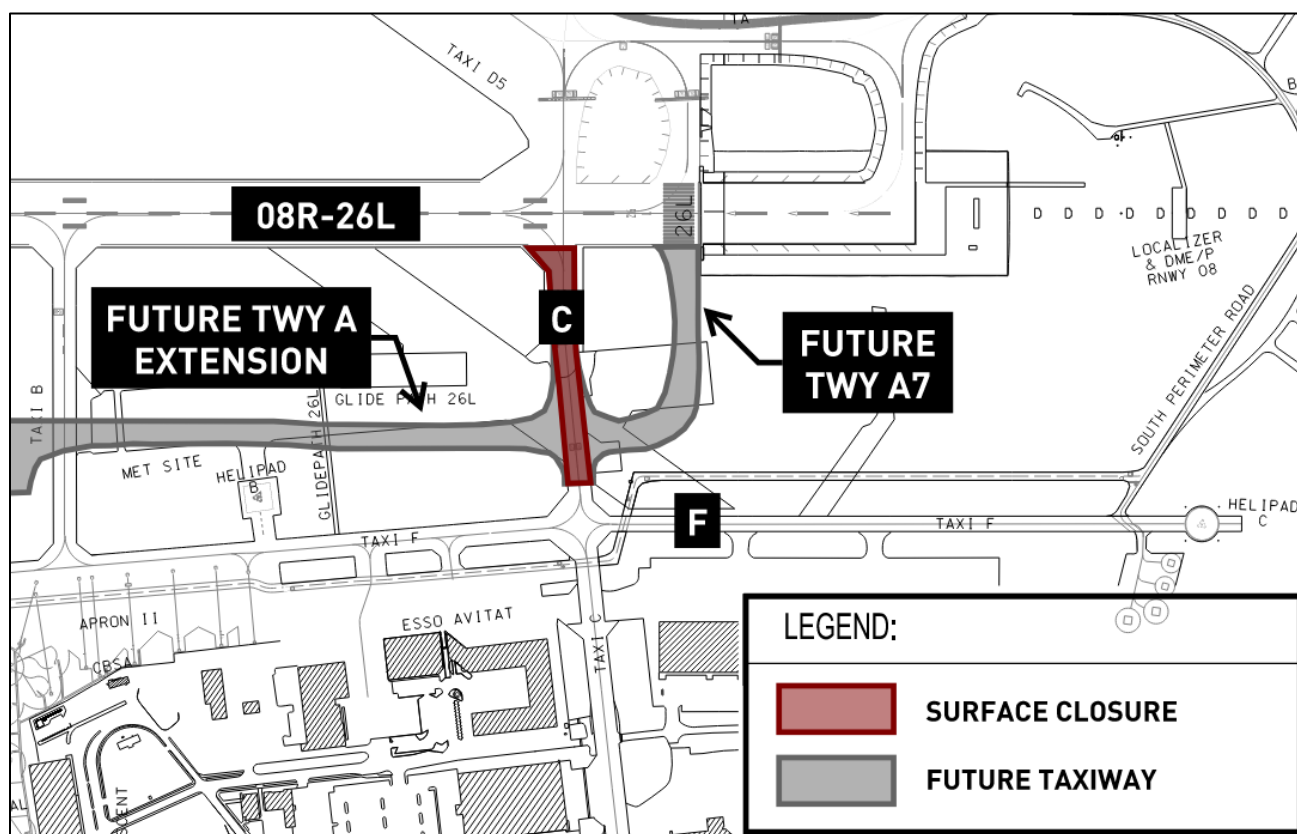 TA
TAXI D5
B
08R-26L
26L
D D D D D D D D
LOCALIZER
& DME/P
RNWY 08
FUTURE TWY A
EXTENSION
C
FUTURE
TWY A7
SOUTH PERIMETER ROAD
TAXI B
GLIDE PATH 26L
GLIDEPATH 26L
MET SITE
HELIPAD
B
F
TAXI F
TAXI F
HELIPAD
C
APRON II
ESSO AVITAT
TAXI C
CBSA
LEGEND:
SURFACE CLOSURE
FUTURE TAXIWAY